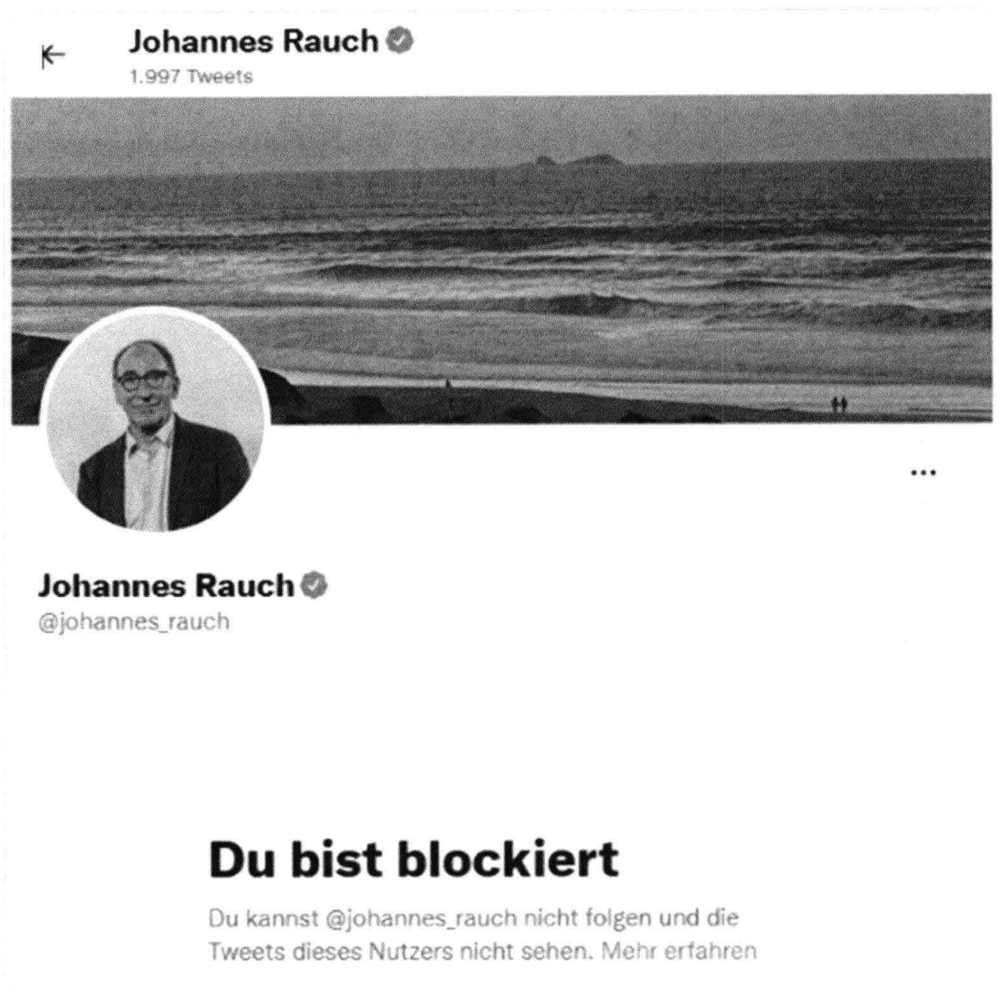 Johannes Rauch
1.997 Tweets
Johannes Rauch
@johannes_rauch
Du bist blockiert
Du kannst @johannes_rauch nicht folgen und die
Tweets dieses Nutzers nicht sehen. Mehr erfahren